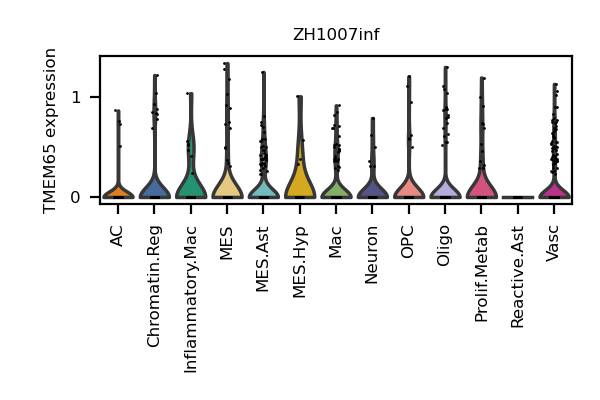 ZH1007inf
TMEM65 expression
1
0
AC
Chromatin.Reg
Inflammatory.Mac
MES
MES.Ast
MES.Hyp
Mac
Neuron
OPC
Oligo
Prolif.Metab
Reactive.Ast
Vasc